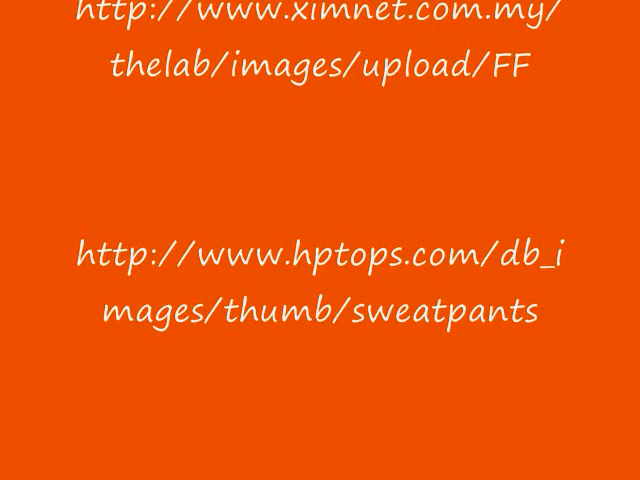 http://www.ximnet.com.my/
thelab/images/upload/FF
http://www.hptops.com/db_i
mages/thumb/sweatpants